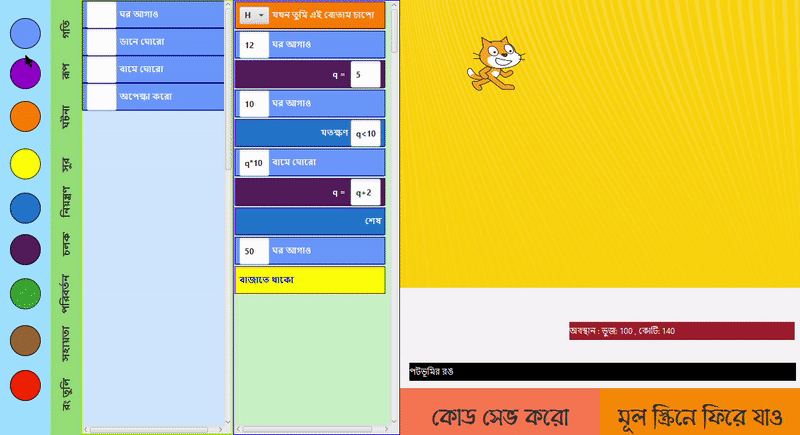 গতি
রূপ
ঘটনা
সুর
নিয়ন্ত্রণ
চলক
পরিবর্তন
সহায়তা
রং তুলি
ঘর আগাও
ডানে ঘোরো
বামে ঘোরো
অপেক্ষা করো
H যখন তুমি এই বোতাম চাপো
12 ঘর আগাও
q = 5
10 ঘর আগাও
যতক্ষণ q<10
q*10 বামে ঘোরো
q = q+2
শেষ
50 ঘর আগাও
বাজাতে থাকো
অবস্থান : ভুজ: 100 , কোটি: 140
পটভূমির রঙ
কোড সেভ করো
মূল স্ক্রিনে ফিরে যাও